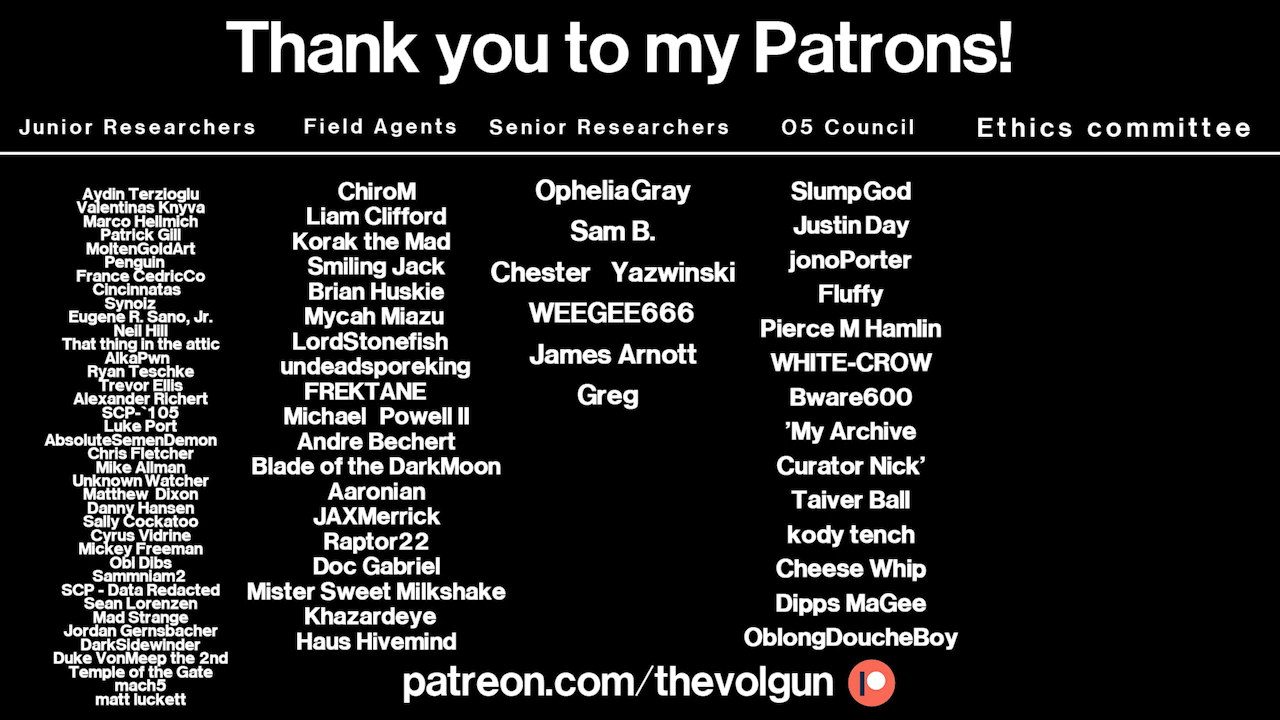 Thank you to my Patrons!
Junior Researchers
Field Agents
Senior Researchers
O5 Council
Ethics committee
Aydin Terzioglu
Valentinas Knyva
Marco Hellmich
Patrick Gill
MoltenGoldArt
Penguin
France CedricCo
Cincinnatas
Synoiz
Eugene R. Sano, Jr.
Neil Hill
That thing in the attic
AlkaPwn
Ryan Teschke
Trevor Ellis
Alexander Richert
SCP-`105
Luke Port
AbsoluteSemenDemon
Chris Fletcher
Mike Allman
Unknown Watcher
Matthew Dixon
Danny Hansen
Sally Cockatoo
Cyrus Vidrine
Mickey Freeman
Obi Dibs
Sammniam2
SCP - Data Redacted
Sean Lorenzen
Mad Strange
Jordan Gernsbacher
DarkSidewinder
Duke VonMeep the 2nd
Temple of the Gate
mach5
matt luckett
ChiroM
Liam Clifford
Korak the Mad
Smiling Jack
Brian Huskie
Mycah Miazu
LordStonefish
undeadsporeking
FREKTANE
Michael Powell II
Andre Bechert
Blade of the DarkMoon
Aaronian
JAXMerrick
Raptor22
Doc Gabriel
Mister Sweet Milkshake
Khazardeye
Haus Hivemind
OpheliaGray
Sam B.
Chester Yazwinski
WEEGEE666
James Arnott
Greg
SlumpGod
Justin Day
jonoPorter
Fluffy
Pierce M Hamlin
WHITE-CROW
Bware600
'My Archive
Curator Nick'
Taiver Ball
kody tench
Cheese Whip
Dipps MaGee
OblongDoucheBoy
patreon.com/thevolgun